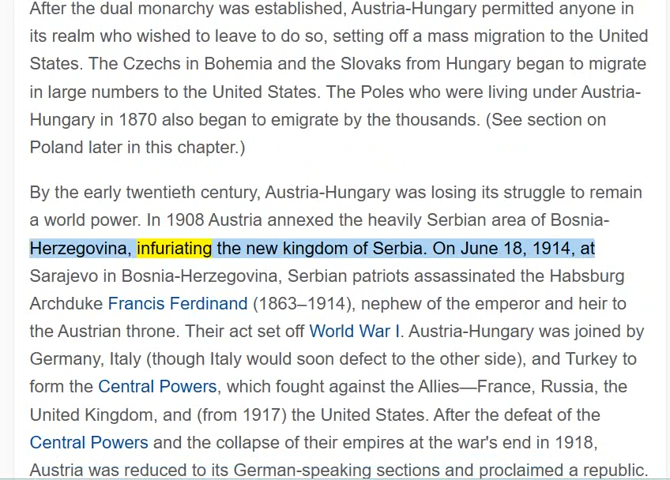 After the dual monarchy was established, Austria-Hungary permitted anyone in
its realm who wished to leave to do so, setting off a mass migration to the United
States. The Czechs in Bohemia and the Slovaks from Hungary began to migrate
in large numbers to the United States. The Poles who were living under Austria-
Hungary in 1870 also began to emigrate by the thousands. (See section on
Poland later in this chapter.)
By the early twentieth century, Austria-Hungary was losing its struggle to remain
a world power. In 1908 Austria annexed the heavily Serbian area of Bosnia-
Herzegovina, infuriating the new kingdom of Serbia. On June 18, 1914, at
Sarajevo in Bosnia-Herzegovina, Serbian patriots assassinated the Habsburg
Archduke Francis Ferdinand (1863–1914), nephew of the emperor and heir to
the Austrian throne. Their act set off World War I. Austria-Hungary was joined by
Germany, Italy (though Italy would soon defect to the other side), and Turkey to
form the Central Powers, which fought against the Allies—France, Russia, the
United Kingdom, and (from 1917) the United States. After the defeat of the
Central Powers and the collapse of their empires at the war's end in 1918,
Austria was reduced to its German-speaking sections and proclaimed a republic.